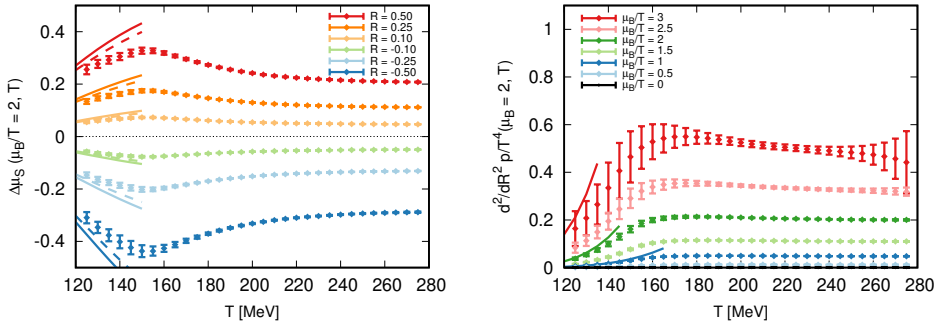 Δμ_S (μ_B/T = 2, T)
0.4
0.2
0
-0.2
-0.4
R = 0.50
R = 0.25
R = 0.10
R = -0.10
R = -0.25
R = -0.50
120 140 160 180 200 220 240 260 280
T [MeV]
d²/dR² p/T⁴(μ_B = 2, T)
1
0.8
0.6
0.4
0.2
0
μ_B/T = 3
μ_B/T = 2.5
μ_B/T = 2
μ_B/T = 1.5
μ_B/T = 1
μ_B/T = 0.5
μ_B/T = 0
120 140 160 180 200 220 240 260 280
T [MeV]